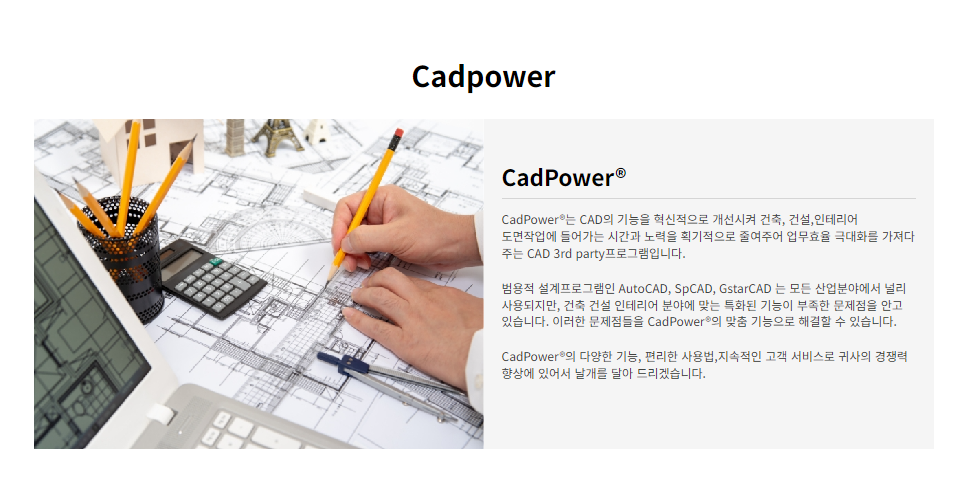 Cadpower
CadPower®
CadPower®는 CAD의 기능을 혁신적으로 개선시켜 건축, 건설,인테리어
도면작업에 들어가는 시간과 노력을 획기적으로 줄여주어 업무효율 극대화를 가져다
주는 CAD 3rd party프로그램입니다.
범용적 설계프로그램인 AutoCAD, SpCAD, GstarCAD 는 모든 산업분야에서 널리
사용되지만, 건축 건설 인테리어 분야에 맞는 특화된 기능이 부족한 문제점을 안고
있습니다. 이러한 문제점들을 CadPower®의 맞춤 기능으로 해결할 수 있습니다.
CadPower®의 다양한 기능, 편리한 사용법,지속적인 고객 서비스로 귀사의 경쟁력
향상에 있어서 날개를 달아 드리겠습니다.